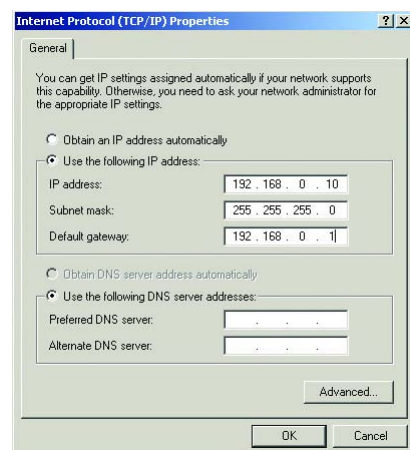 Internet Protocol (TCP/IP) Properties
General
You can get IP settings assigned automatically if your network supports
this capability. Otherwise, you need to ask your network administrator for
the appropriate IP settings.
Obtain an IP address automatically
Use the following IP address:
IP address: 192 . 168 . 0 . 10
Subnet mask: 255 . 255 . 255 . 0
Default gateway: 192 . 168 . 0 . 1
Obtain DNS server address automatically
Use the following DNS server addresses:
Preferred DNS server: . . .
Alternate DNS server: . . .
Advanced...
OK Cancel